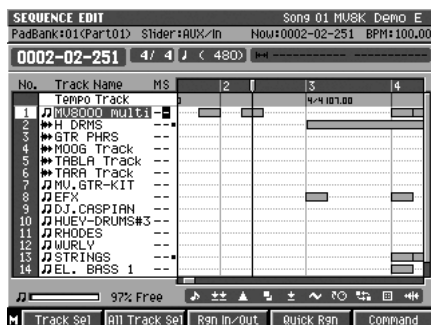 SEQUENCE EDIT Song 01 MV8K Demo E
PadBank:01(Part01) Slider:AUX/In Now:0002-02-251 BPM:100.00
0002-02-251 4/ 4 ♩ ( 480)
No. Track Name MS 2 3 4
Tempo Track 4/4 107.00
1 MV8000 multi --
2 H DRMS --
3 GTR PHRS --
4 MOOG Track --
5 TABLA Track --
6 TARA Track --
7 MV.GTR-KIT
8 EFX --
9 DJ.CASPIAN --
10 HUEY-DRUMS#3 --
11 RHODES --
12 WURLY --
13 STRINGS --
14 EL. BASS 1 --
97% Free
M Track Sel All Track Sel Rgn In/Out Quick Rgn Command